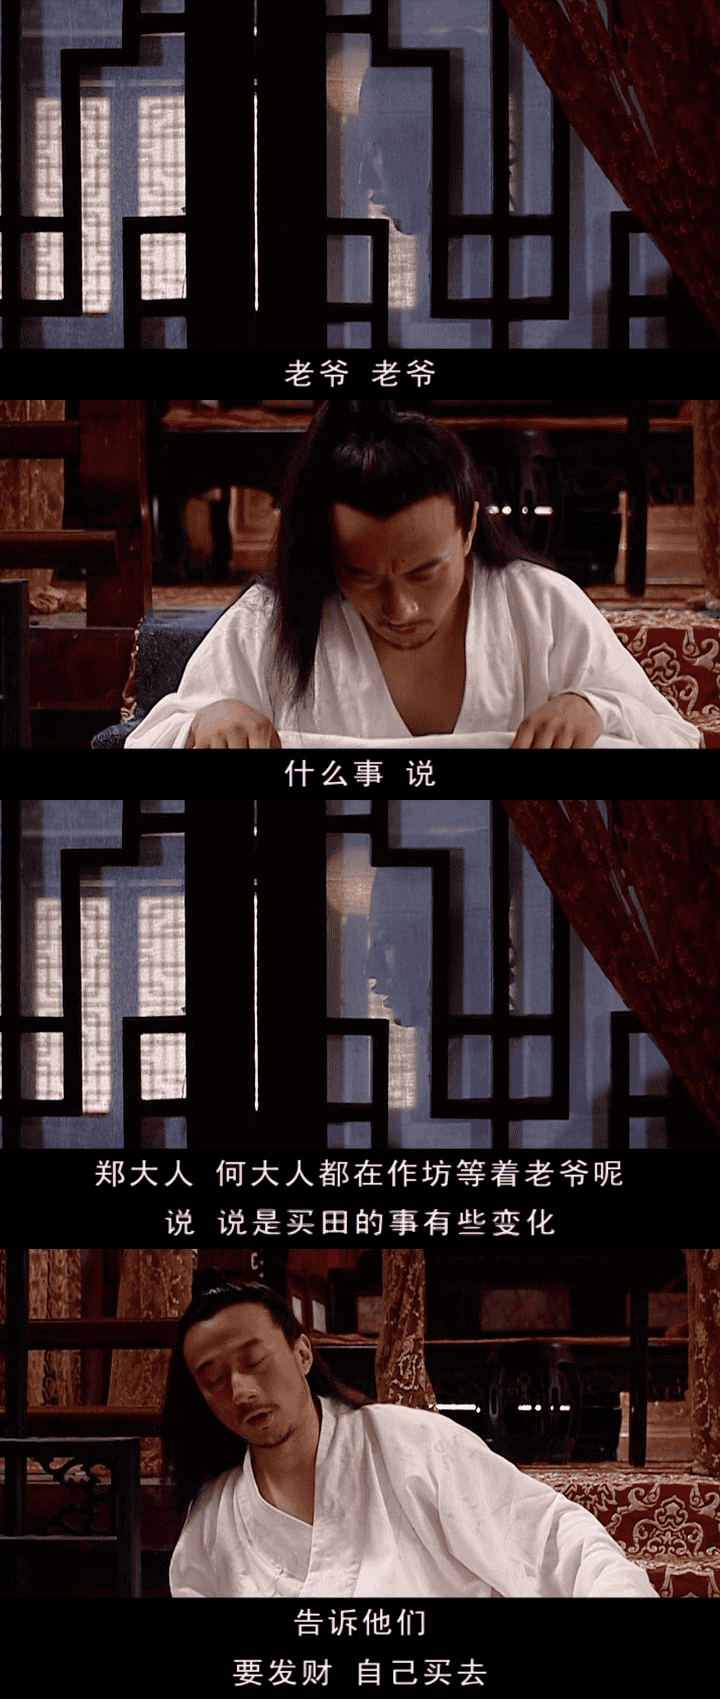 老爷 老爷
什么事 说
郑大人 何大人都在作坊等着老爷呢
说 说是买田的事有些变化
告诉他们
要发财 自己买去